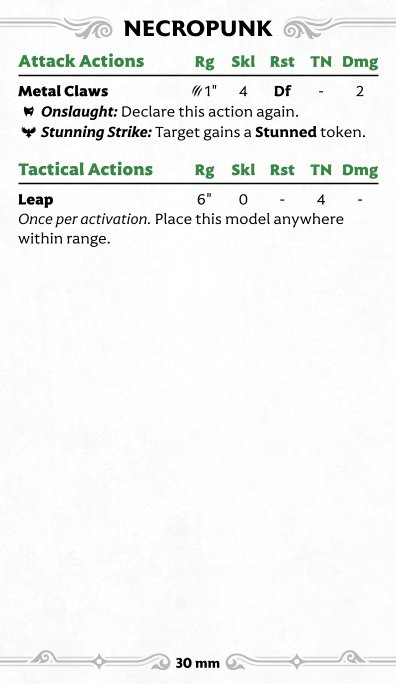 NECROPUNK
Attack Actions Rg Skl Rst TN Dmg
Metal Claws 1" 4 Df - 2
Onslaught: Declare this action again.
Stunning Strike: Target gains a Stunned token.
Tactical Actions Rg Skl Rst TN Dmg
Leap 6" 0 - 4 -
Once per activation. Place this model anywhere
within range.
30 mm